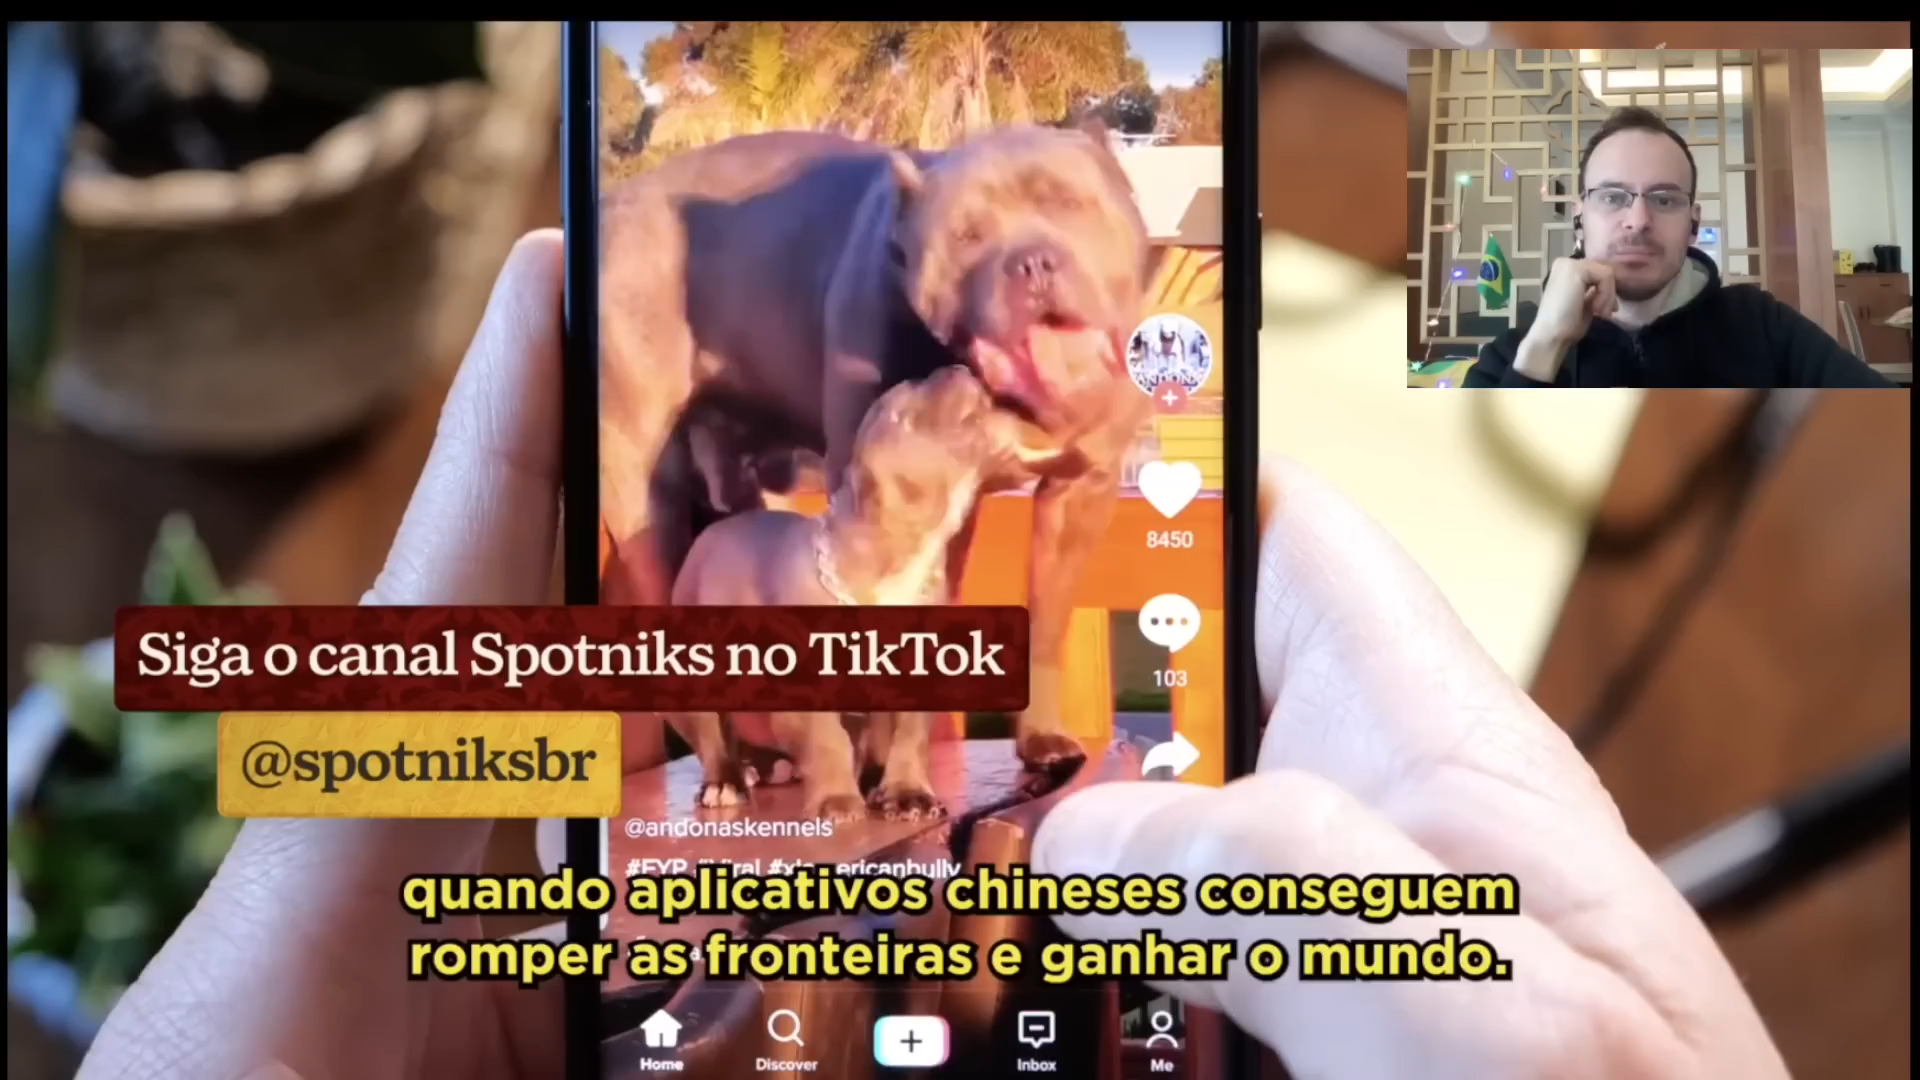 8450
103
Siga o canal Spotniks no TikTok
@spotniksbr
@andonaskennels
quando aplicativos chineses conseguem
romper as fronteiras e ganhar o mundo.
Home
Discover
Inbox
Me